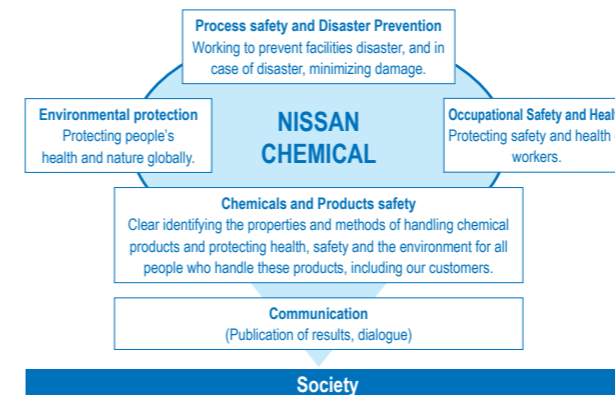 Process safety and Disaster Prevention
Working to prevent facilities disaster, and in
case of disaster, minimizing damage.
Environmental protection
Protecting people's
health and nature globally.
NISSAN
CHEMICAL
Occupational Safety and Healt
Protecting safety and health
workers.
Chemicals and Products safety
Clear identifying the properties and methods of handling chemical
products and protecting health, safety and the environment for all
people who handle these products, including our customers.
Communication
(Publication of results, dialogue)
Society